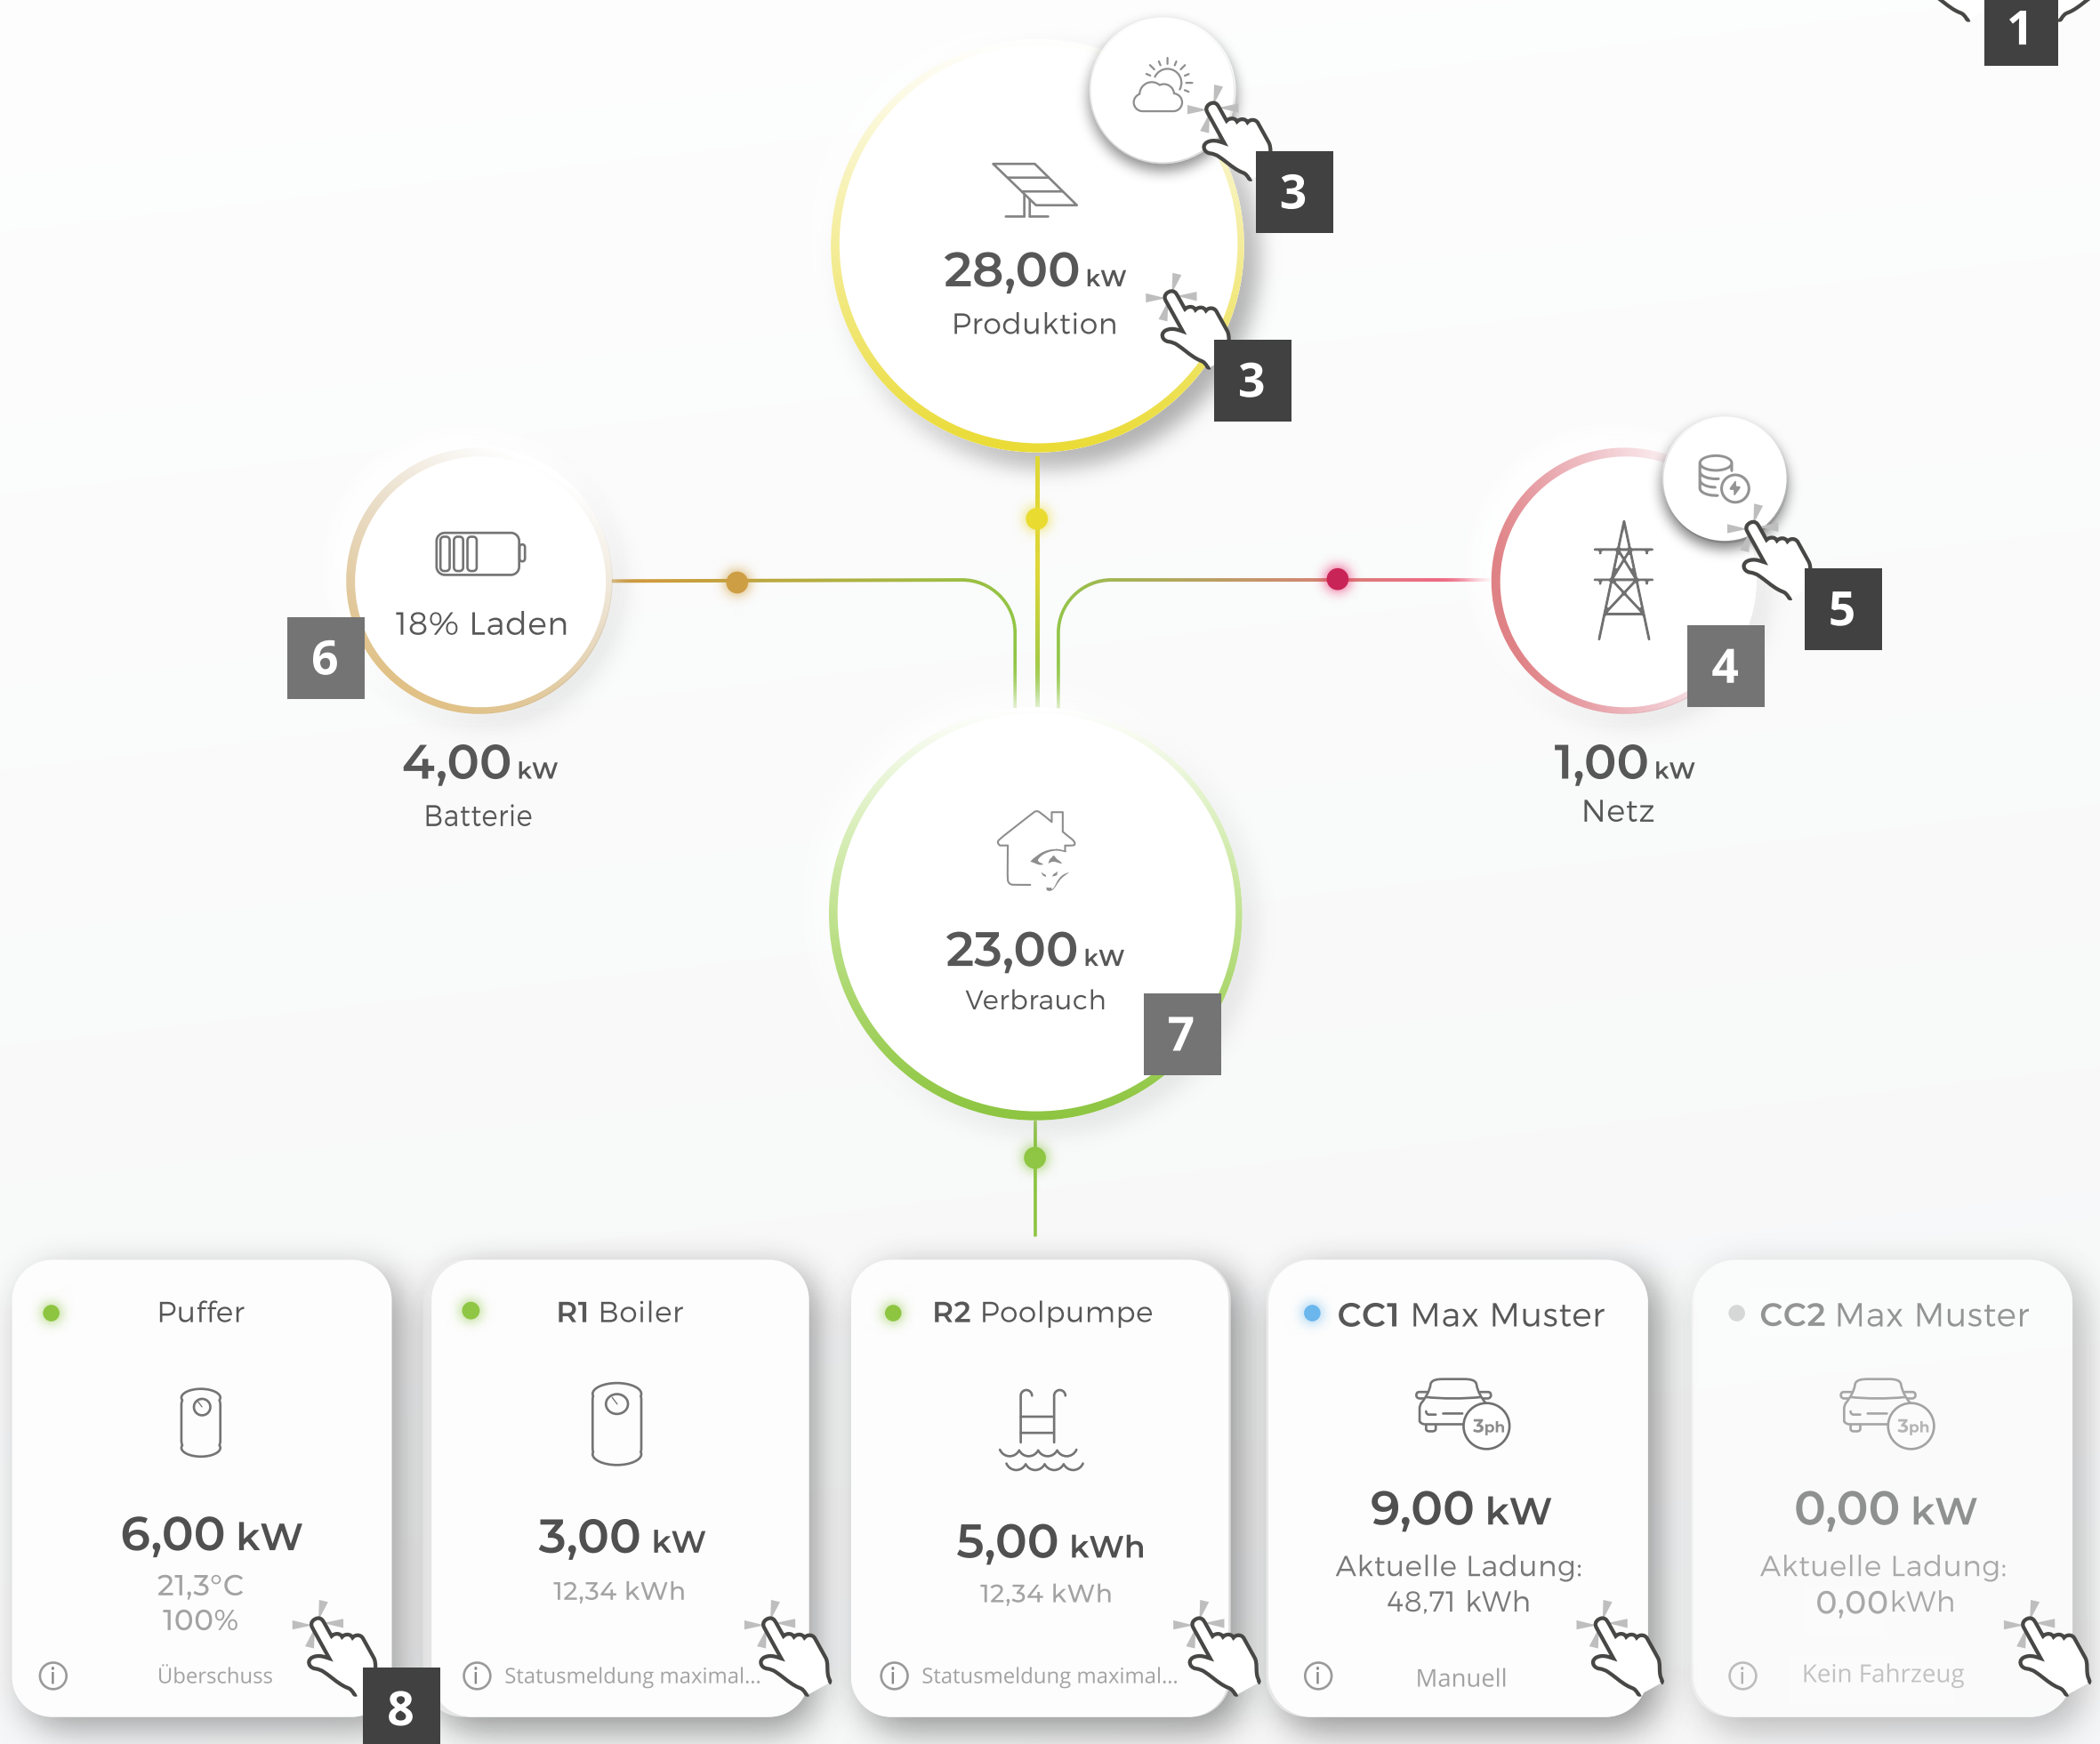 1
3
28,00 kW
Produktion
3
5
18% Laden
6
4
4,00 kW
Batterie
1,00 kW
Netz
23,00 kW
Verbrauch
7
Puffer
6,00 kW
21,3°C
100%
Überschuss
8
R1 Boiler
3,00 kW
12,34 kWh
Statusmeldung maximal...
R2 Poolpumpe
5,00 kWh
12,34 kWh
Statusmeldung maximal...
CC1 Max Muster
3ph
9,00 kW
Aktuelle Ladung:
48,71 kWh
Manuell
CC2 Max Muster
3ph
0,00 kW
Aktuelle Ladung:
0,00kWh
Kein Fahrzeug